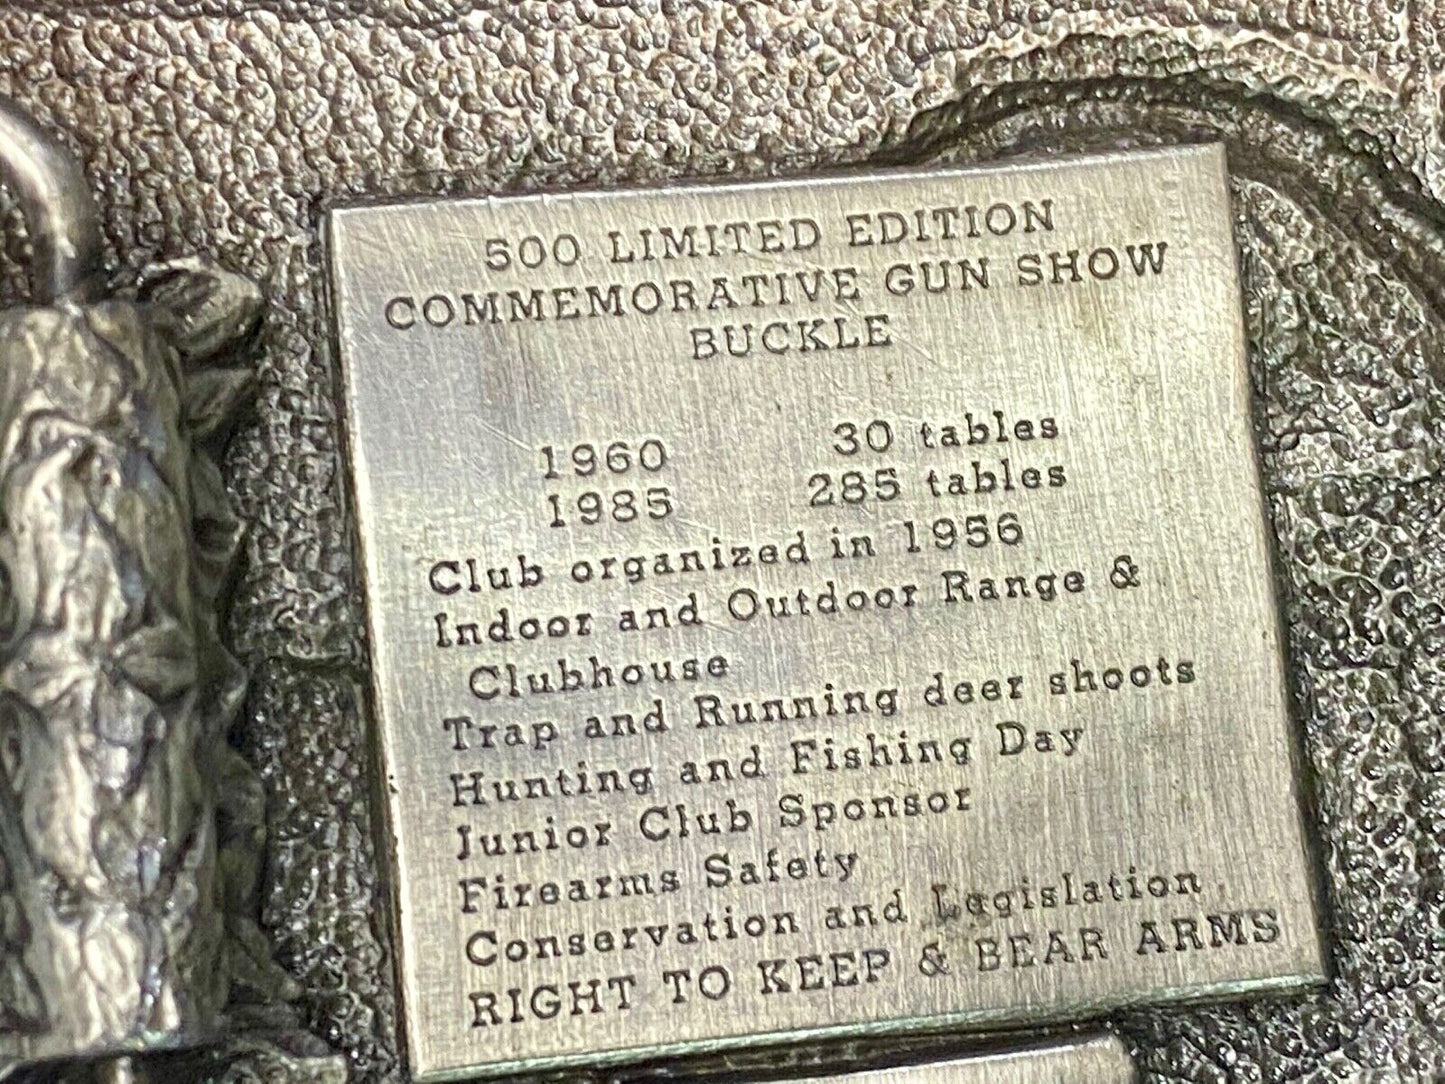 500 LIMITED EDITION
COMMEMORATIVE GUN SHOW
BUCKLE
1960 30 tables
1985 285 tables
Club organized in 1956
Indoor and Outdoor Range &
Clubhouse
Trap and Running deer shoots
Hunting and Fishing Day
Junior Club Sponsor
Firearms Safety
Conservation and Legislation
RIGHT TO KEEP & BEAR ARMS